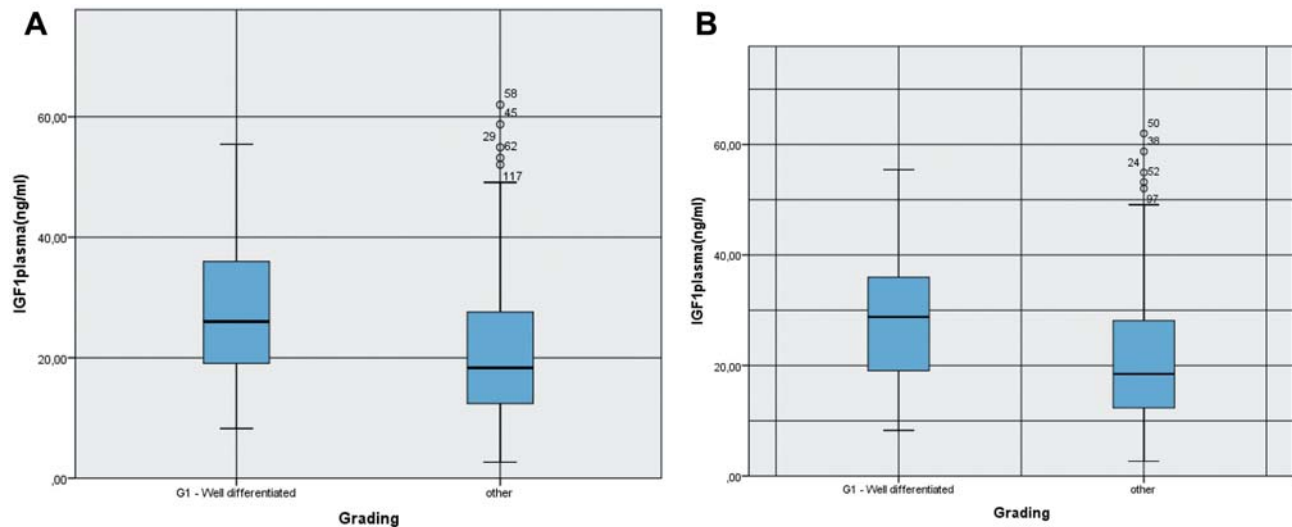 A
IGF1plasma(ng/ml)
60,00
40,00
20,00
,00
58
45
29
62
117
G1 - Well differentiated
other
Grading
B
IGF1plasma(ng/ml)
60,00
40,00
20,00
,00
50
38
24
52
97
G1 - Well differentiated
other
Grading